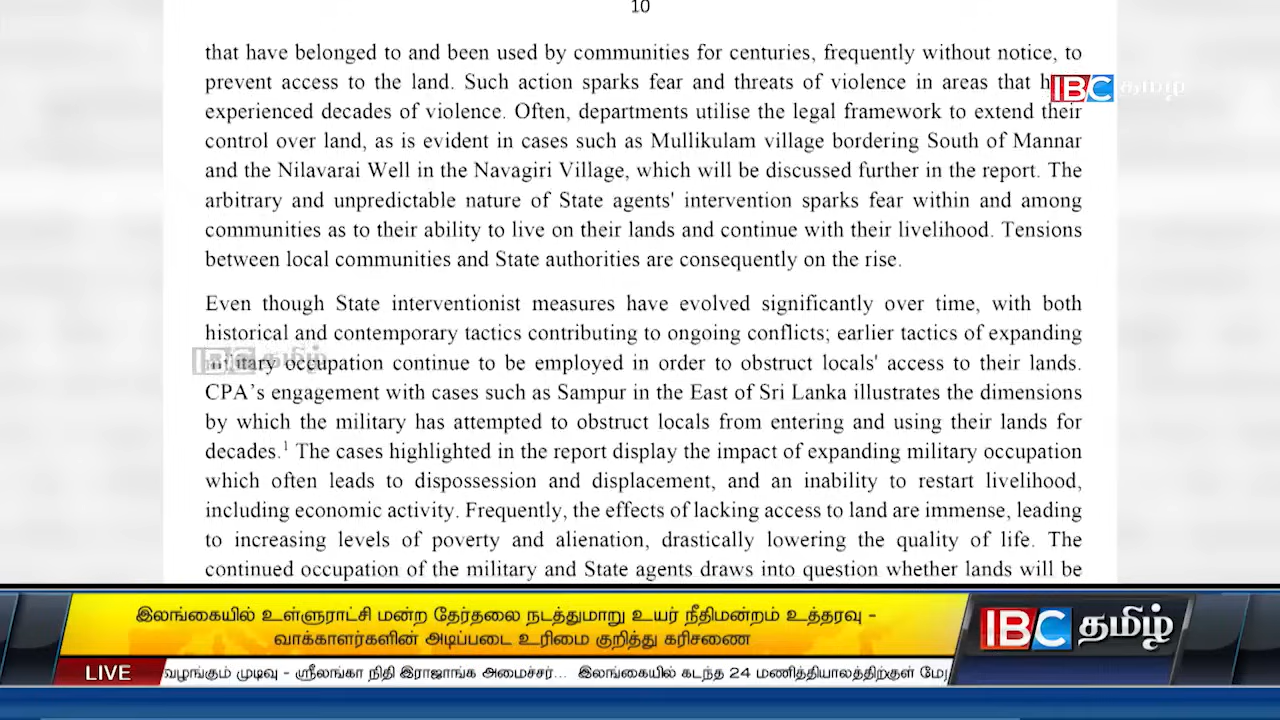 10
that have belonged to and been used by communities for centuries, frequently without notice, to
prevent access to the land. Such action sparks fear and threats of violence in areas that
IBC தமிழ்
experienced decades of violence. Often, departments utilise the legal framework to extend their
control over land, as is evident in cases such as Mullikulam village bordering South of Mannar
and the Nilavarai Well in the Navagiri Village, which will be discussed further in the report. The
arbitrary and unpredictable nature of State agents' intervention sparks fear within and among
communities as to their ability to live on their lands and continue with their livelihood. Tensions
between local communities and State authorities are consequently on the rise.
Even though State interventionist measures have evolved significantly over time, with both
historical and contemporary tactics contributing to ongoing conflicts; earlier tactics of expanding
IBC தமிழ்
military occupation continue to be employed in order to obstruct locals' access to their lands.
CPA's engagement with cases such as Sampur in the East of Sri Lanka illustrates the dimensions
by which the military has attempted to obstruct locals from entering and using their lands for
decades.¹ The cases highlighted in the report display the impact of expanding military occupation
which often leads to dispossession and displacement, and an inability to restart livelihood,
including economic activity. Frequently, the effects of lacking access to land are immense, leading
to increasing levels of poverty and alienation, drastically lowering the quality of life. The
continued occupation of the military and State agents draws into question whether lands will be
இலங்கையில் உள்ளுராட்சி மன்ற தேர்தலை நடத்துமாறு உயர் நீதிமன்றம் உத்தரவு -
வாக்காளர்களின் அடிப்படை உரிமை குறித்து கரிசணை
IBC தமிழ்
LIVE வழங்கும் முடிவு - ஸ்ரீலங்கா நிதி இராஜாங்க அமைச்சர்... இலங்கையில் கடந்த 24 மணித்தியாலத்திற்குள்